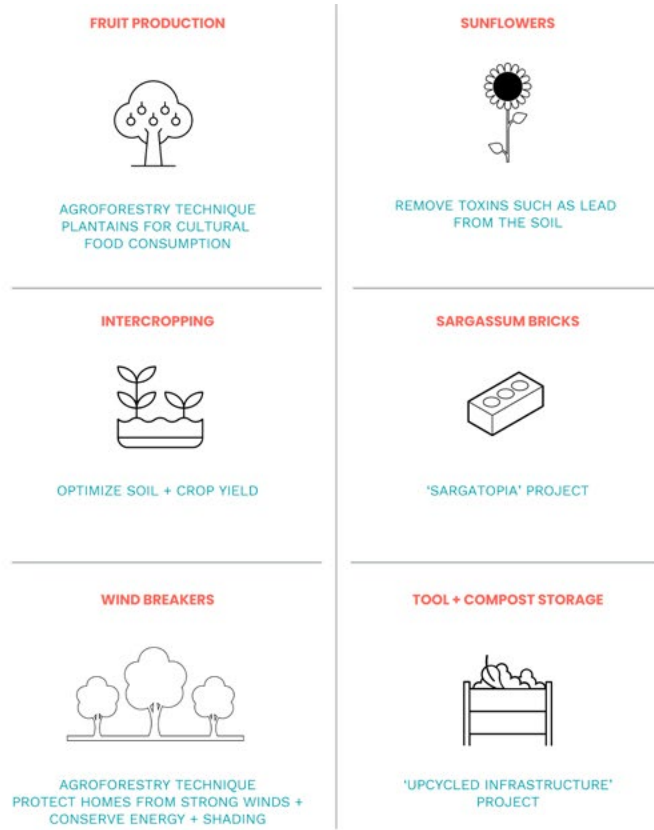 FRUIT PRODUCTION
AGROFORESTRY TECHNIQUE
PLANTAINS FOR CULTURAL
FOOD CONSUMPTION
SUNFLOWERS
REMOVE TOXINS SUCH AS LEAD
FROM THE SOIL
INTERCROPPING
OPTIMIZE SOIL + CROP YIELD
SARGASSUM BRICKS
‘SARGATOPIA’ PROJECT
WIND BREAKERS
AGROFORESTRY TECHNIQUE
PROTECT HOMES FROM STRONG WINDS +
CONSERVE ENERGY + SHADING
TOOL + COMPOST STORAGE
‘UPCYCLED INFRASTRUCTURE’
PROJECT